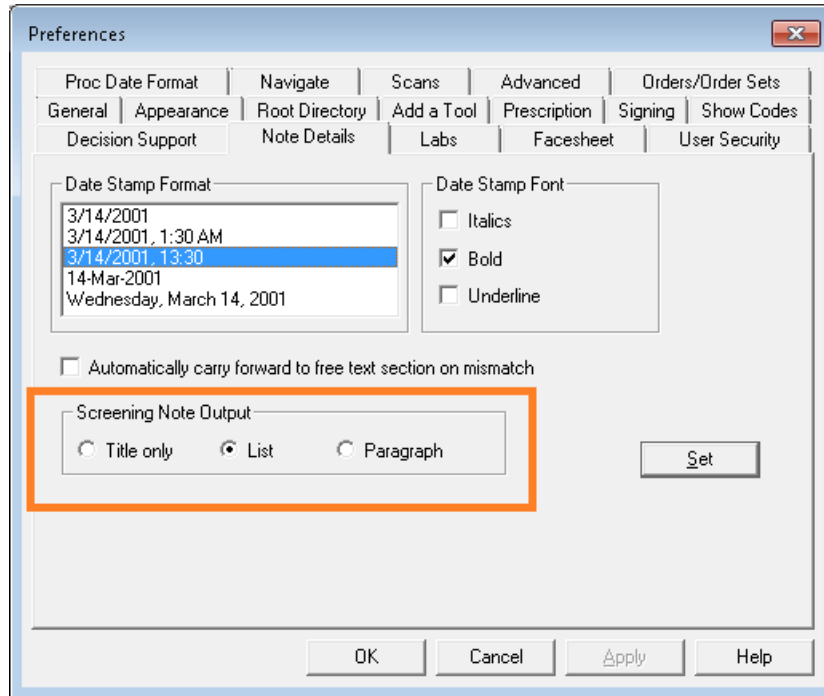 Preferences
Proc Date Format Navigate Scans Advanced Orders/Order Sets
General Appearance Root Directory Add a Tool Prescription Signing Show Codes
Decision Support Note Details Labs Facesheet User Security
Date Stamp Format
3/14/2001
3/14/2001, 1:30 AM
3/14/2001, 13:30
14-Mar-2001
Wednesday, March 14, 2001
Date Stamp Font
Italics
Bold
Underline
Automatically carry forward to free text section on mismatch
Screening Note Output
Title only List Paragraph
Set
OK Cancel Apply Help